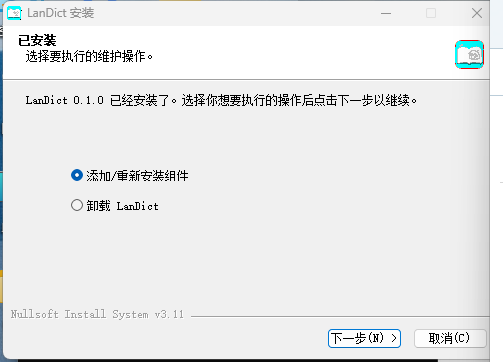 LanDict 安装
已安装
选择要执行的维护操作。
LanDict 0.1.0 已经安装了。选择你想要执行的操作后点击下一步以继续。
添加/重新安装组件
卸载 LanDict
Nullsoft Install System v3.11
下一步(N) >
取消(C)